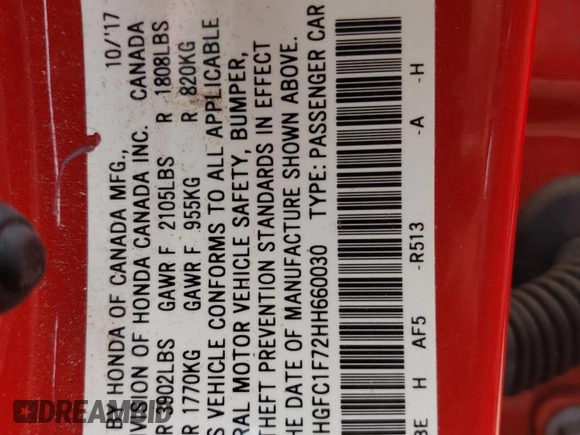 BY HONDA OF CANADA MFG., 10/'17
DIVISION OF HONDA CANADA INC. CANADA
3902LBS GAWR F 2105LBS R 1808LBS
1770KG GAWR F 955KG R 820KG
VEHICLE CONFORMS TO ALL APPLICABLE
MOTOR VEHICLE SAFETY, BUMPER,
THEFT PREVENTION STANDARDS IN EFFECT
THE DATE OF MANUFACTURE SHOWN ABOVE.
HGFC1F72HH660030 TYPE: PASSENGER CAR
H AF5 -R513 -A -H
DREAMBID